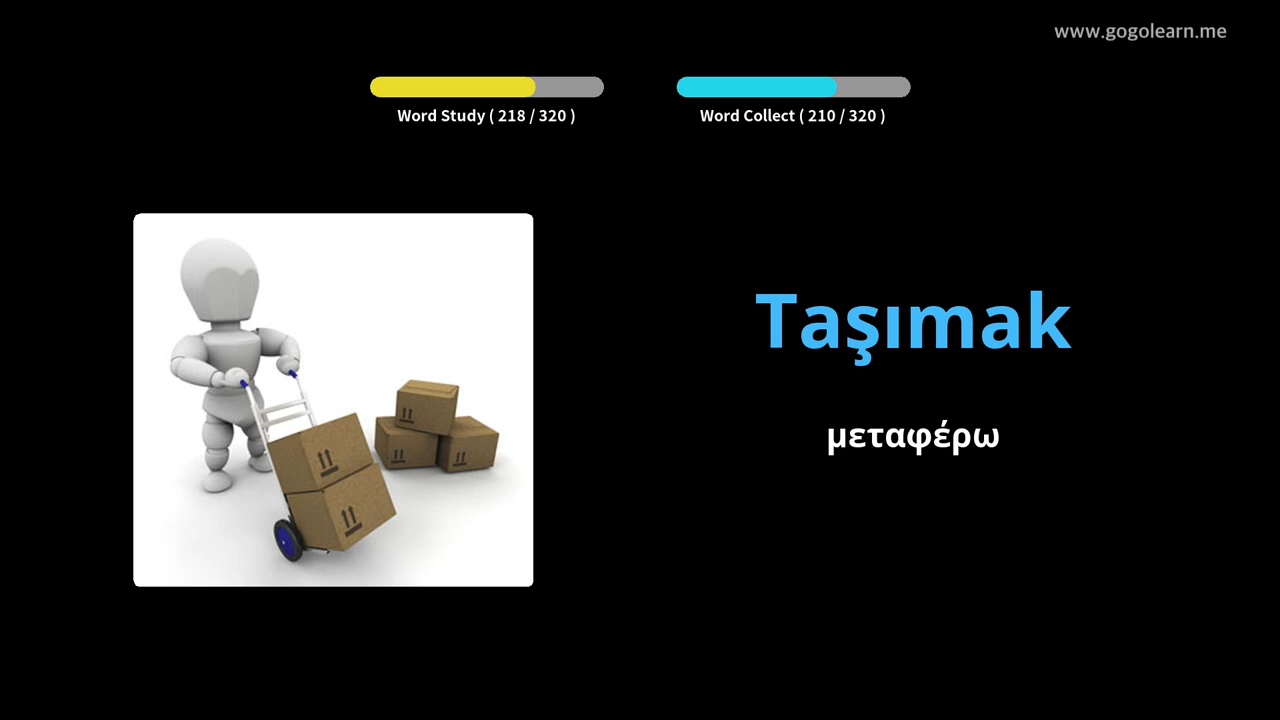 www.gogolearn.me
Word Study ( 218 / 320 )
Word Collect ( 210 / 320 )
Taşımak
μεταφέρω